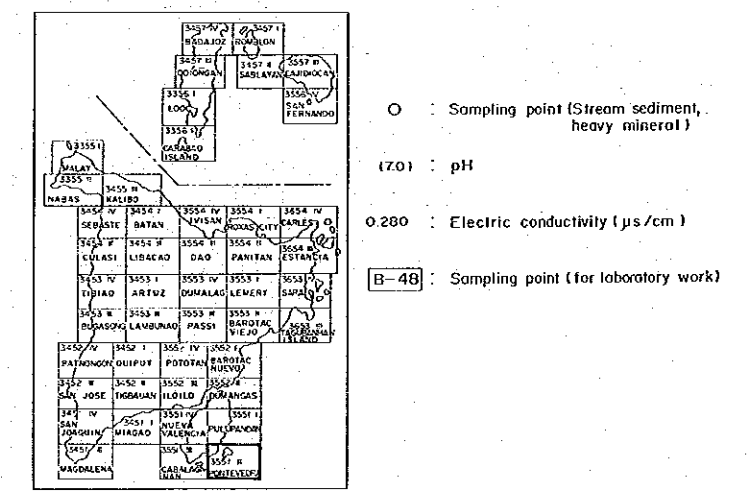 3457 IV 3457 I
BADAJOZ ROMBLON
3457 III 3457 II 3557 III
ODIONGAN SABLAYAN CAJIDIOCAN
3356 I 3556 IV
LOOC SAN FERNANDO
3356 II
CARABAO ISLAND
3355 I
MALAY
3355 II 3455 III
NABAS KALIBO
3454 IV 3454 I 3554 IV 3554 I 3654 IV
SEBASTE BATAN IVISAN ROXAS CITY CARLES
3454 III 3454 II 3554 III 3554 II 3654 III
CULASI LIBACAO DAO PANITAN ESTANCIA
3453 IV 3453 I 3553 IV 3553 I 3653
TIBIAO ARTUZ DUMALAG LEMERY SARA
3453 III 3453 II 3553 III 3553 II 3653 III
BUGASONG LAMBUNAO PASSI BAROTAC VIEJO TAGUBANHAN ISLAND
3452 IV 3452 I 3552 IV 3552 I
PATNONGON QUIPUT POTOTAN BAROTAC NUEVO
3452 III 3452 II 3552 III 3552 II
SAN JOSE TIGBAUAN ILOILO DUMANGAS
IV 3451 I 3551 IV 3551 I
SAN JOAQUIN MIAGAO NUEVA VALENCIA PULUPANDAN
3451 II 3551 III 3551 II
MAGDALENA CABALAGNAN PONTEVEDRA
O : Sampling point (Stream sediment,
heavy mineral)
(7.0) : pH
0.280 : Electric conductivity (μs/cm)
B-48 : Sampling point (for laboratory work)